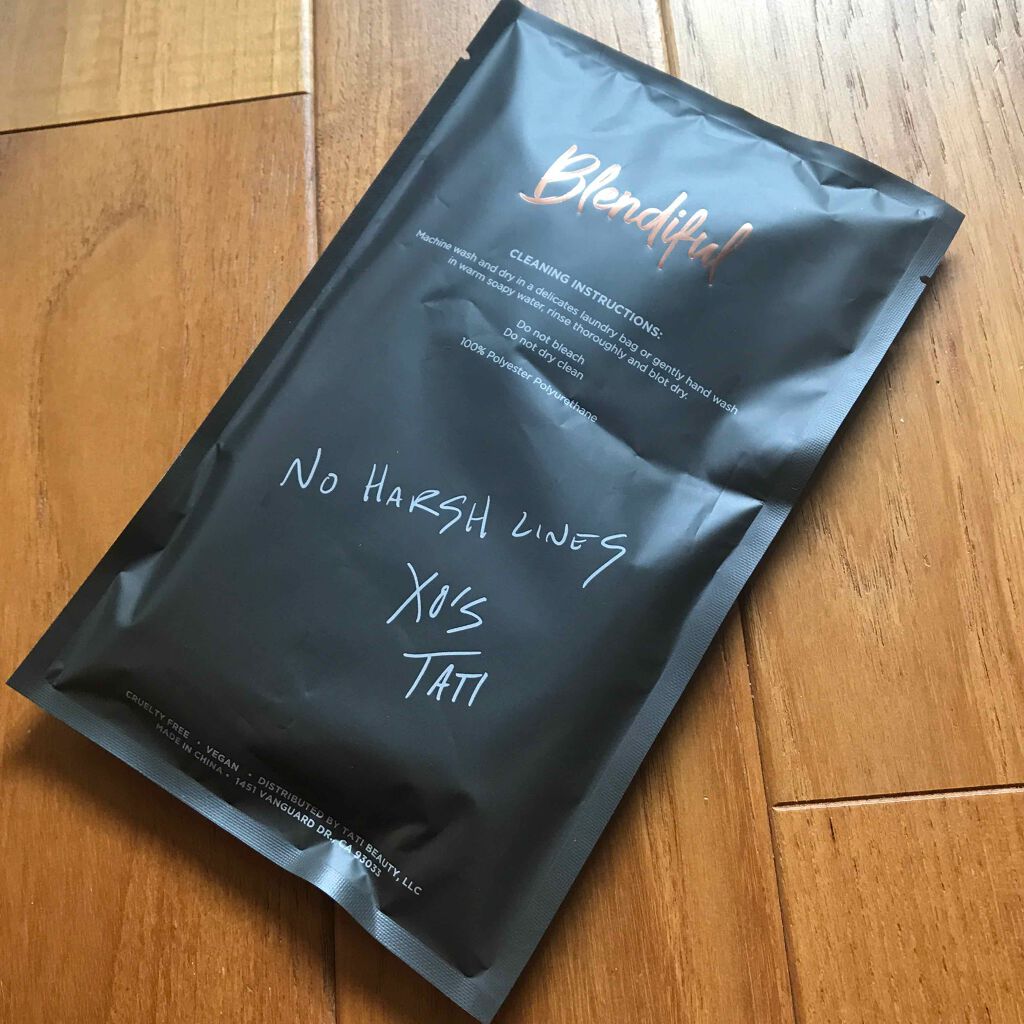 Blendiful
CLEANING INSTRUCTIONS:
Machine wash and dry in a delicates laundry bag or gently hand wash
in warm soapy water, rinse thoroughly and blot dry.
Do not bleach
Do not dry clean
100% Polyester Polyurethane
NO HARSH LINES
XO'S
TATI
CRUELTY FREE • VEGAN • DISTRIBUTED BY TATI BEAUTY, LLC
MADE IN CHINA • 1451 VANGUARD DR., CA 93033